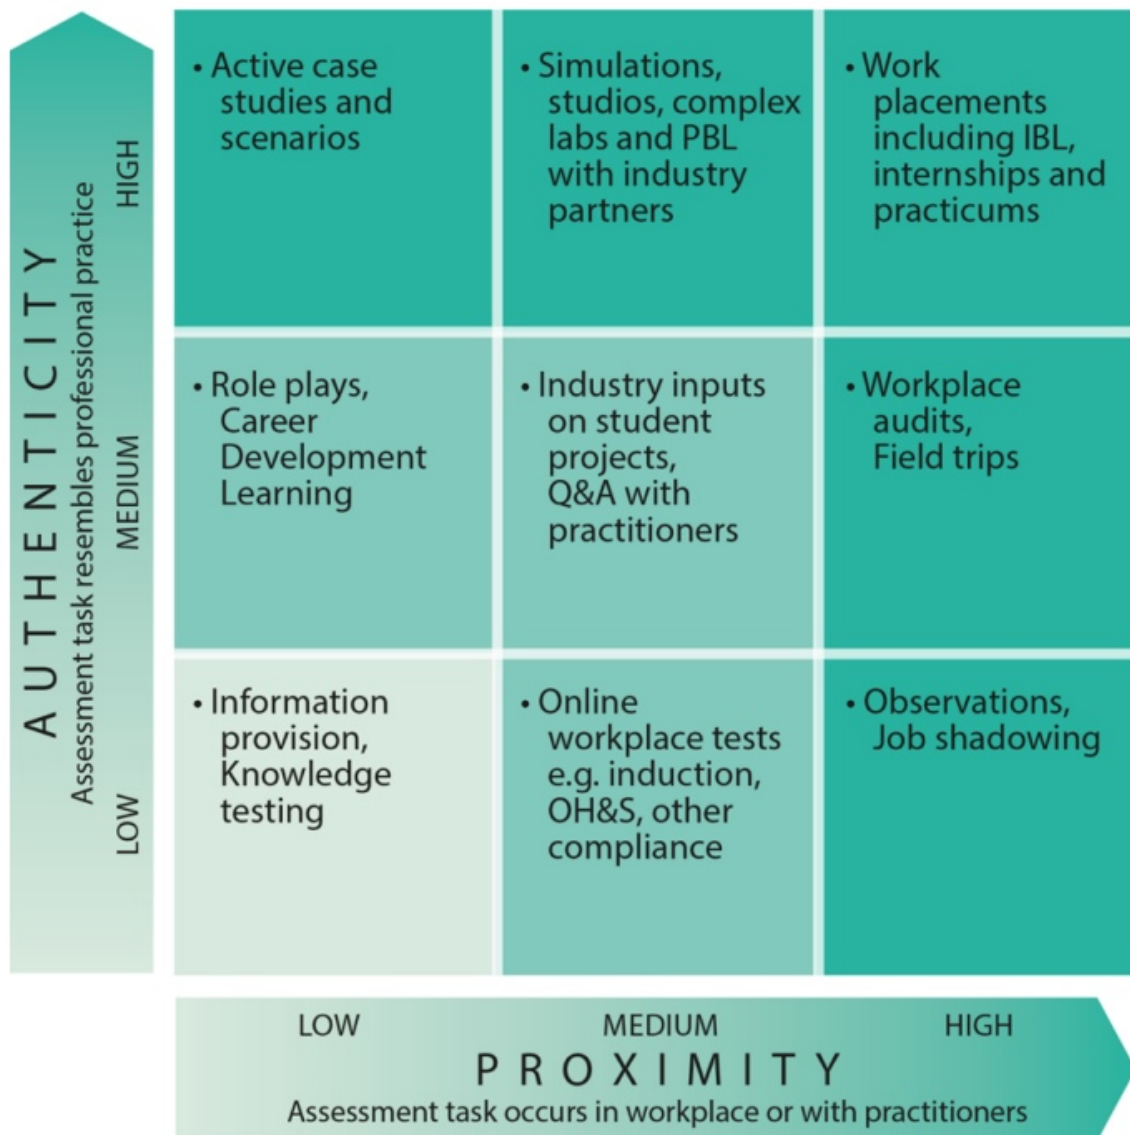 AUTHENTICITY
Assessment task resembles professional practice
HIGH
MEDIUM
LOW
• Active case
studies and
scenarios
• Simulations,
studios, complex
labs and PBL
with industry
partners
• Work
placements
including IBL,
internships and
practicums
• Role plays,
Career
Development
Learning
• Industry inputs
on student
projects,
Q&A with
practitioners
• Workplace
audits,
Field trips
• Information
provision,
Knowledge
testing
• Online
workplace tests
e.g. induction,
OH&S, other
compliance
• Observations,
Job shadowing
LOW
MEDIUM
HIGH
PROXIMITY
Assessment task occurs in workplace or with practitioners